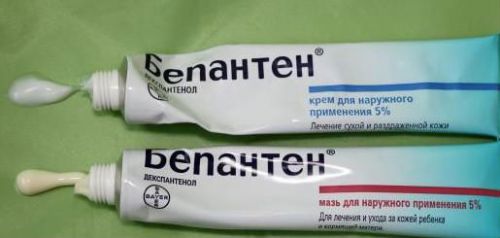 Бепантен®
ДЕКСПАНТЕНОЛ
крем для наружного
применения 5%
Лечение сухой и раздраженной кожи
Бепантен®
ДЕКСПАНТЕНОЛ
BAYER
мазь для наружного применения 5%
Для лечения и ухода за кожей ребенка
и кормящей матери